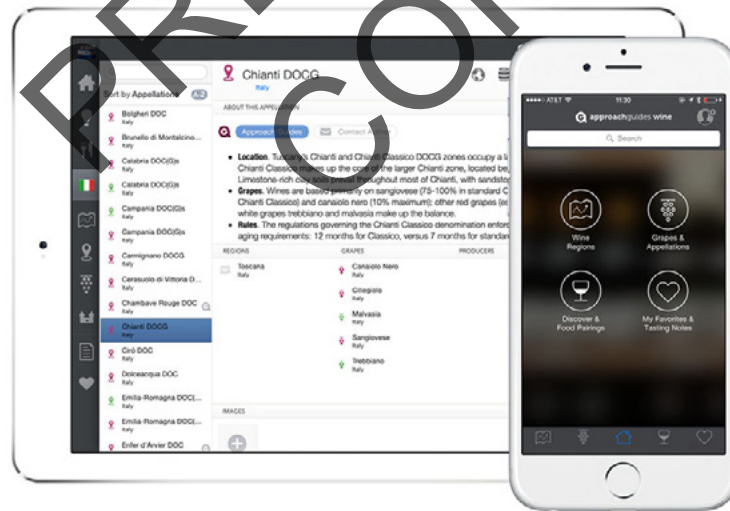 PRE
CO
Sort by Appellations
A-Z
Bolgheri DOC
Italy
Brunello di Montalcino...
Italy
Calabria DOC(G)s
Italy
Calabria DOC(G)s
Italy
Campania DOC(G)s
Italy
Campania DOC(G)s
Italy
Carmignano DOCG
Italy
Cerasuolo di Vittoria D...
Italy
Chambave Rouge DOC
Italy
Chianti DOCG
Italy
Cirò DOC
Italy
Dolceacqua DOC
Italy
Emilia-Romagna DOC(...
Italy
Emilia-Romagna DOC(...
Italy
Enfer d'Arvier DOC
Italy
Chianti DOCG
Italy
ABOUT THIS APPELLATION
Approach Guides
Contact Author
• Location. Tuscany's Chianti and Chianti Classico DOCG zones occupy a
Chianti Classico makes up the core of the larger Chianti zone, located be
Limestone-rich clay soils prevail throughout most of Chianti, with sandsto
• Grapes. Wines are based primarily on sangiovese (75-100% in standard C
Chianti Classico) and canaiolo nero (10% maximum); other red grapes (es
white grapes trebbiano and malvasia make up the balance.
• Rules. The regulations governing the Chianti Classico denomination enforc
aging requirements: 12 months for Classico, versus 7 months for standar
REGIONS GRAPES PRODUCERS
Toscana
Italy
Canaiolo Nero
Italy
Ciliegiolo
Italy
Malvasia
Italy
Sangiovese
Italy
Trebbiano
Italy
IMAGES
AT&T 11:30
approachguides wine
Search
Wine
Regions
Grapes &
Appellations
Discover &
Food Pairings
My Favorites &
Tasting Notes